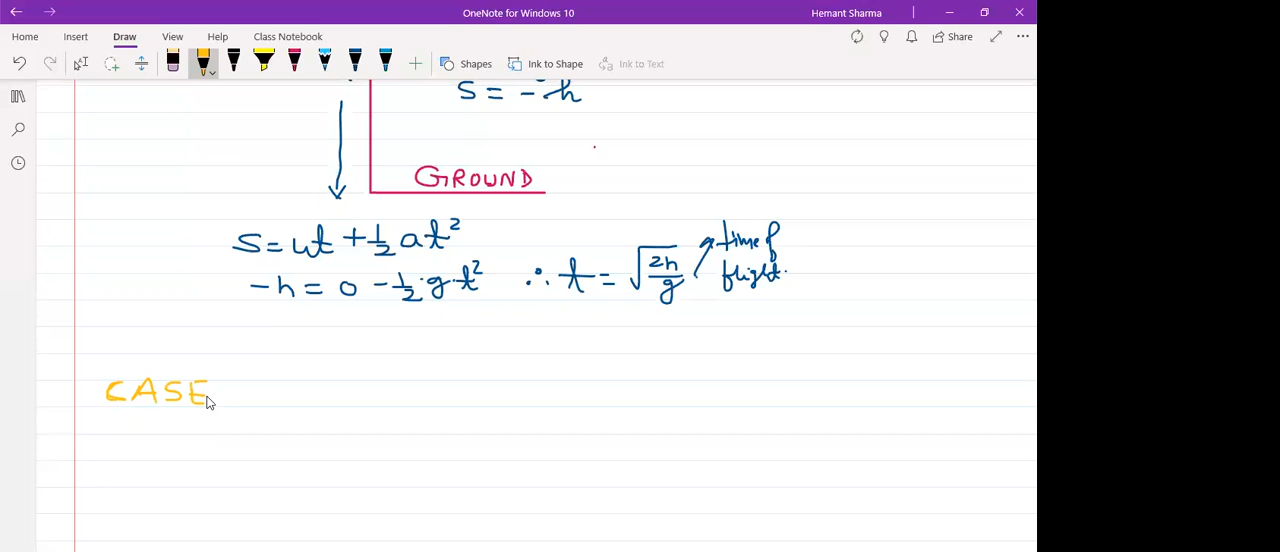 OneNote for Windows 10
Hemant Sharma
Home Insert Draw View Help Class Notebook
Share
Shapes Ink to Shape Ink to Text
S = -h
GROUND
S = ut + 1/2 at²
-h = 0 - 1/2 · g · t² ∴ t = √(2h/g) → time of flight.
CASE